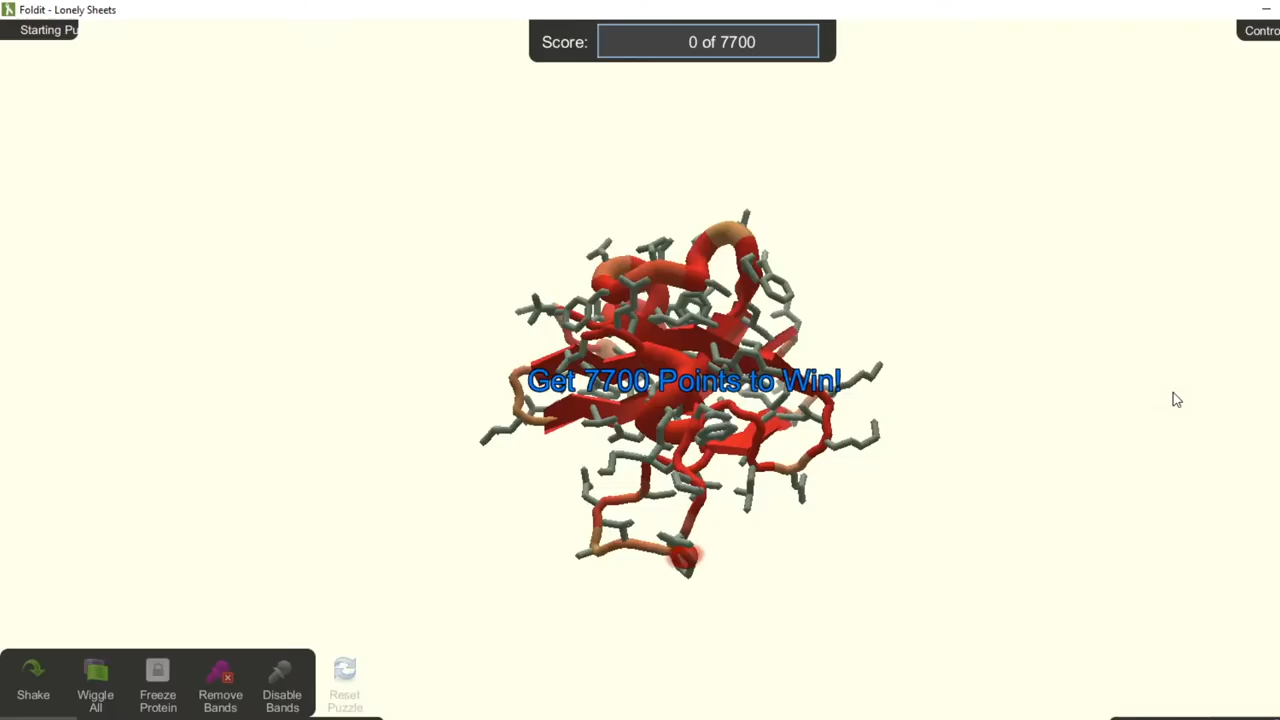 Foldit - Lonely Sheets
Starting Pu
Score: 0 of 7700
Contro
Get 7700 Points to Win!
Shake
Wiggle All
Freeze Protein
Remove Bands
Disable Bands
Reset Puzzle